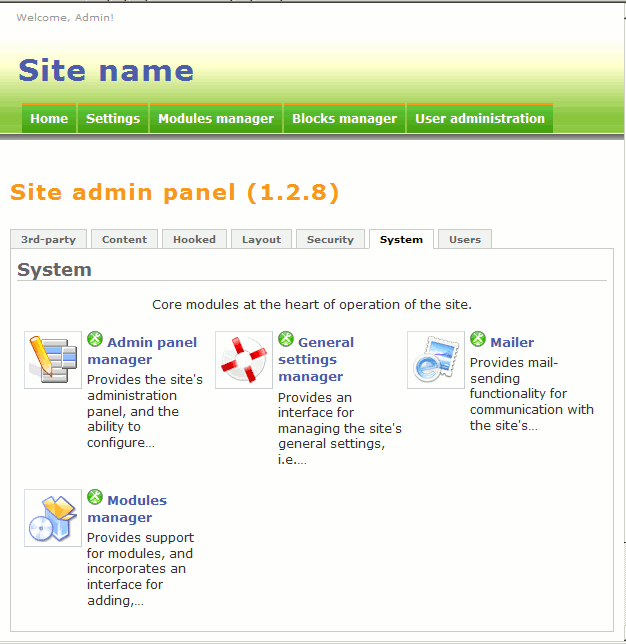 Welcome, Admin!
Site name
Home Settings Modules manager Blocks manager User administration
Site admin panel (1.2.8)
3rd-party Content Hooked Layout Security System Users
System
Core modules at the heart of operation of the site.
Admin panel
manager
Provides the site's
administration
panel, and the
ability to
configure...
General
settings
manager
Provides an
interface for
managing the site's
general settings,
i.e....
Mailer
Provides mail-
sending
functionality for
communication with
the site's...
Modules
manager
Provides support
for modules, and
incorporates an
interface for
adding,...